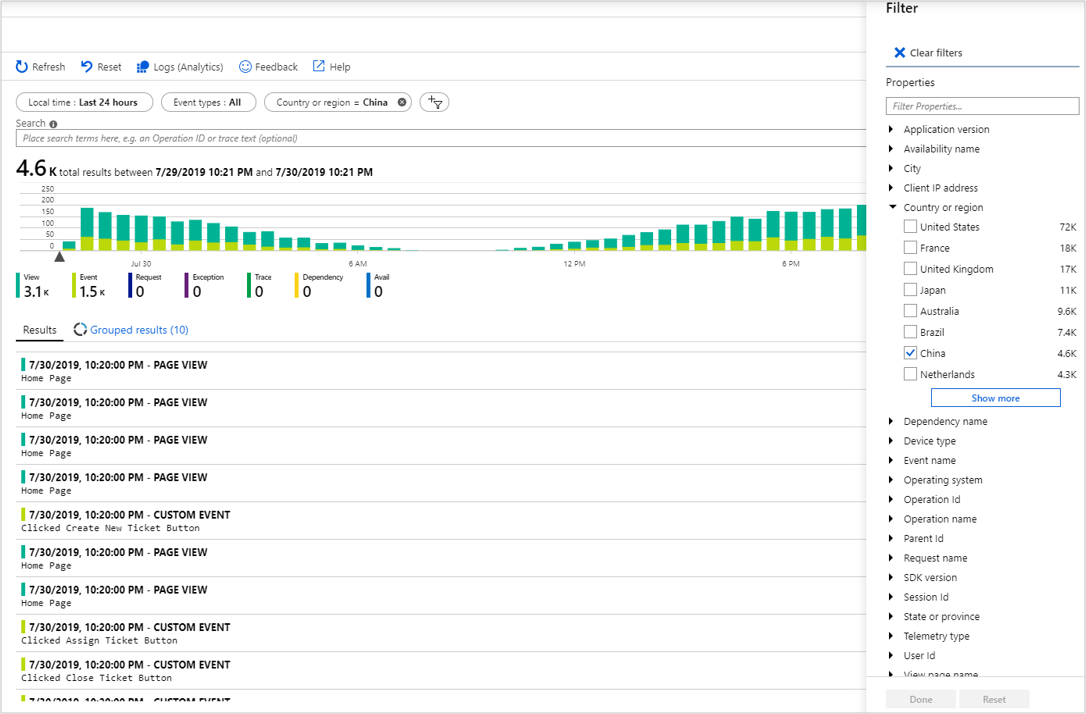 Filter
Clear filters
Refresh Reset Logs (Analytics) Feedback Help
Local time : Last 24 hours Event types : All Country or region = China
Search
Place search terms here, e.g. an Operation ID or trace text (optional)
4.6 K total results between 7/29/2019 10:21 PM and 7/30/2019 10:21 PM
250
200
150
100
50
0
Jul 30 6 AM 12 PM 6 PM
View Event Request Exception Trace Dependency Avail
3.1 K 1.5 K 0 0 0 0 0
Results Grouped results (10)
7/30/2019, 10:20:00 PM - PAGE VIEW
Home Page
7/30/2019, 10:20:00 PM - PAGE VIEW
Home Page
7/30/2019, 10:20:00 PM - PAGE VIEW
Home Page
7/30/2019, 10:20:00 PM - PAGE VIEW
Home Page
7/30/2019, 10:20:00 PM - CUSTOM EVENT
Clicked Create New Ticket Button
7/30/2019, 10:20:00 PM - PAGE VIEW
Home Page
7/30/2019, 10:20:00 PM - PAGE VIEW
Home Page
7/30/2019, 10:20:00 PM - CUSTOM EVENT
Clicked Assign Ticket Button
7/30/2019, 10:20:00 PM - CUSTOM EVENT
Clicked Close Ticket Button
7/30/2019, 10:20:00 PM - CUSTOM EVENT
Properties
Filter Properties...
Application version
Availability name
City
Client IP address
Country or region
United States 72K
France 18K
United Kingdom 17K
Japan 11K
Australia 9.6K
Brazil 7.4K
China 4.6K
Netherlands 4.3K
Show more
Dependency name
Device type
Event name
Operating system
Operation Id
Operation name
Parent Id
Request name
SDK version
Session Id
State or province
Telemetry type
User Id
View page name
Done Reset